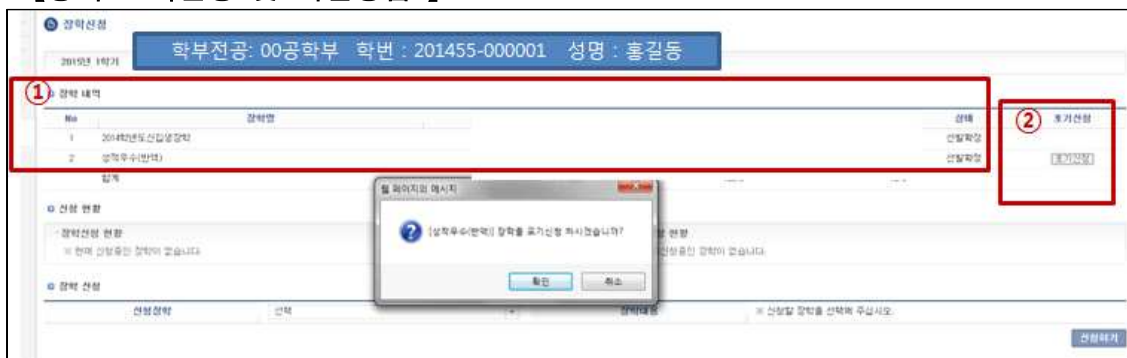 장학신청
학부전공: 00공학부 학번 : 201455-000001 성명 : 홍길동
2015년 1학기
①
장학 내역
②
No 장학명 상태 포기신청
1 2014학년도신입생장학 선발확정
2 성적우수(반액) 선발확정 포기신청
합계
웹 페이지의 메시지
[성적우수(반액)] 장학을 포기신청 하시겠습니까?
확인 취소
신청 현황
장학신청 현황 현황
※ 현재 신청중인 장학이 없습니다. 신청중인 장학이 없습니다.
장학 신청
신청장학 선택 장학내용 ※ 신청할 장학을 선택해 주십시오.
신청하기